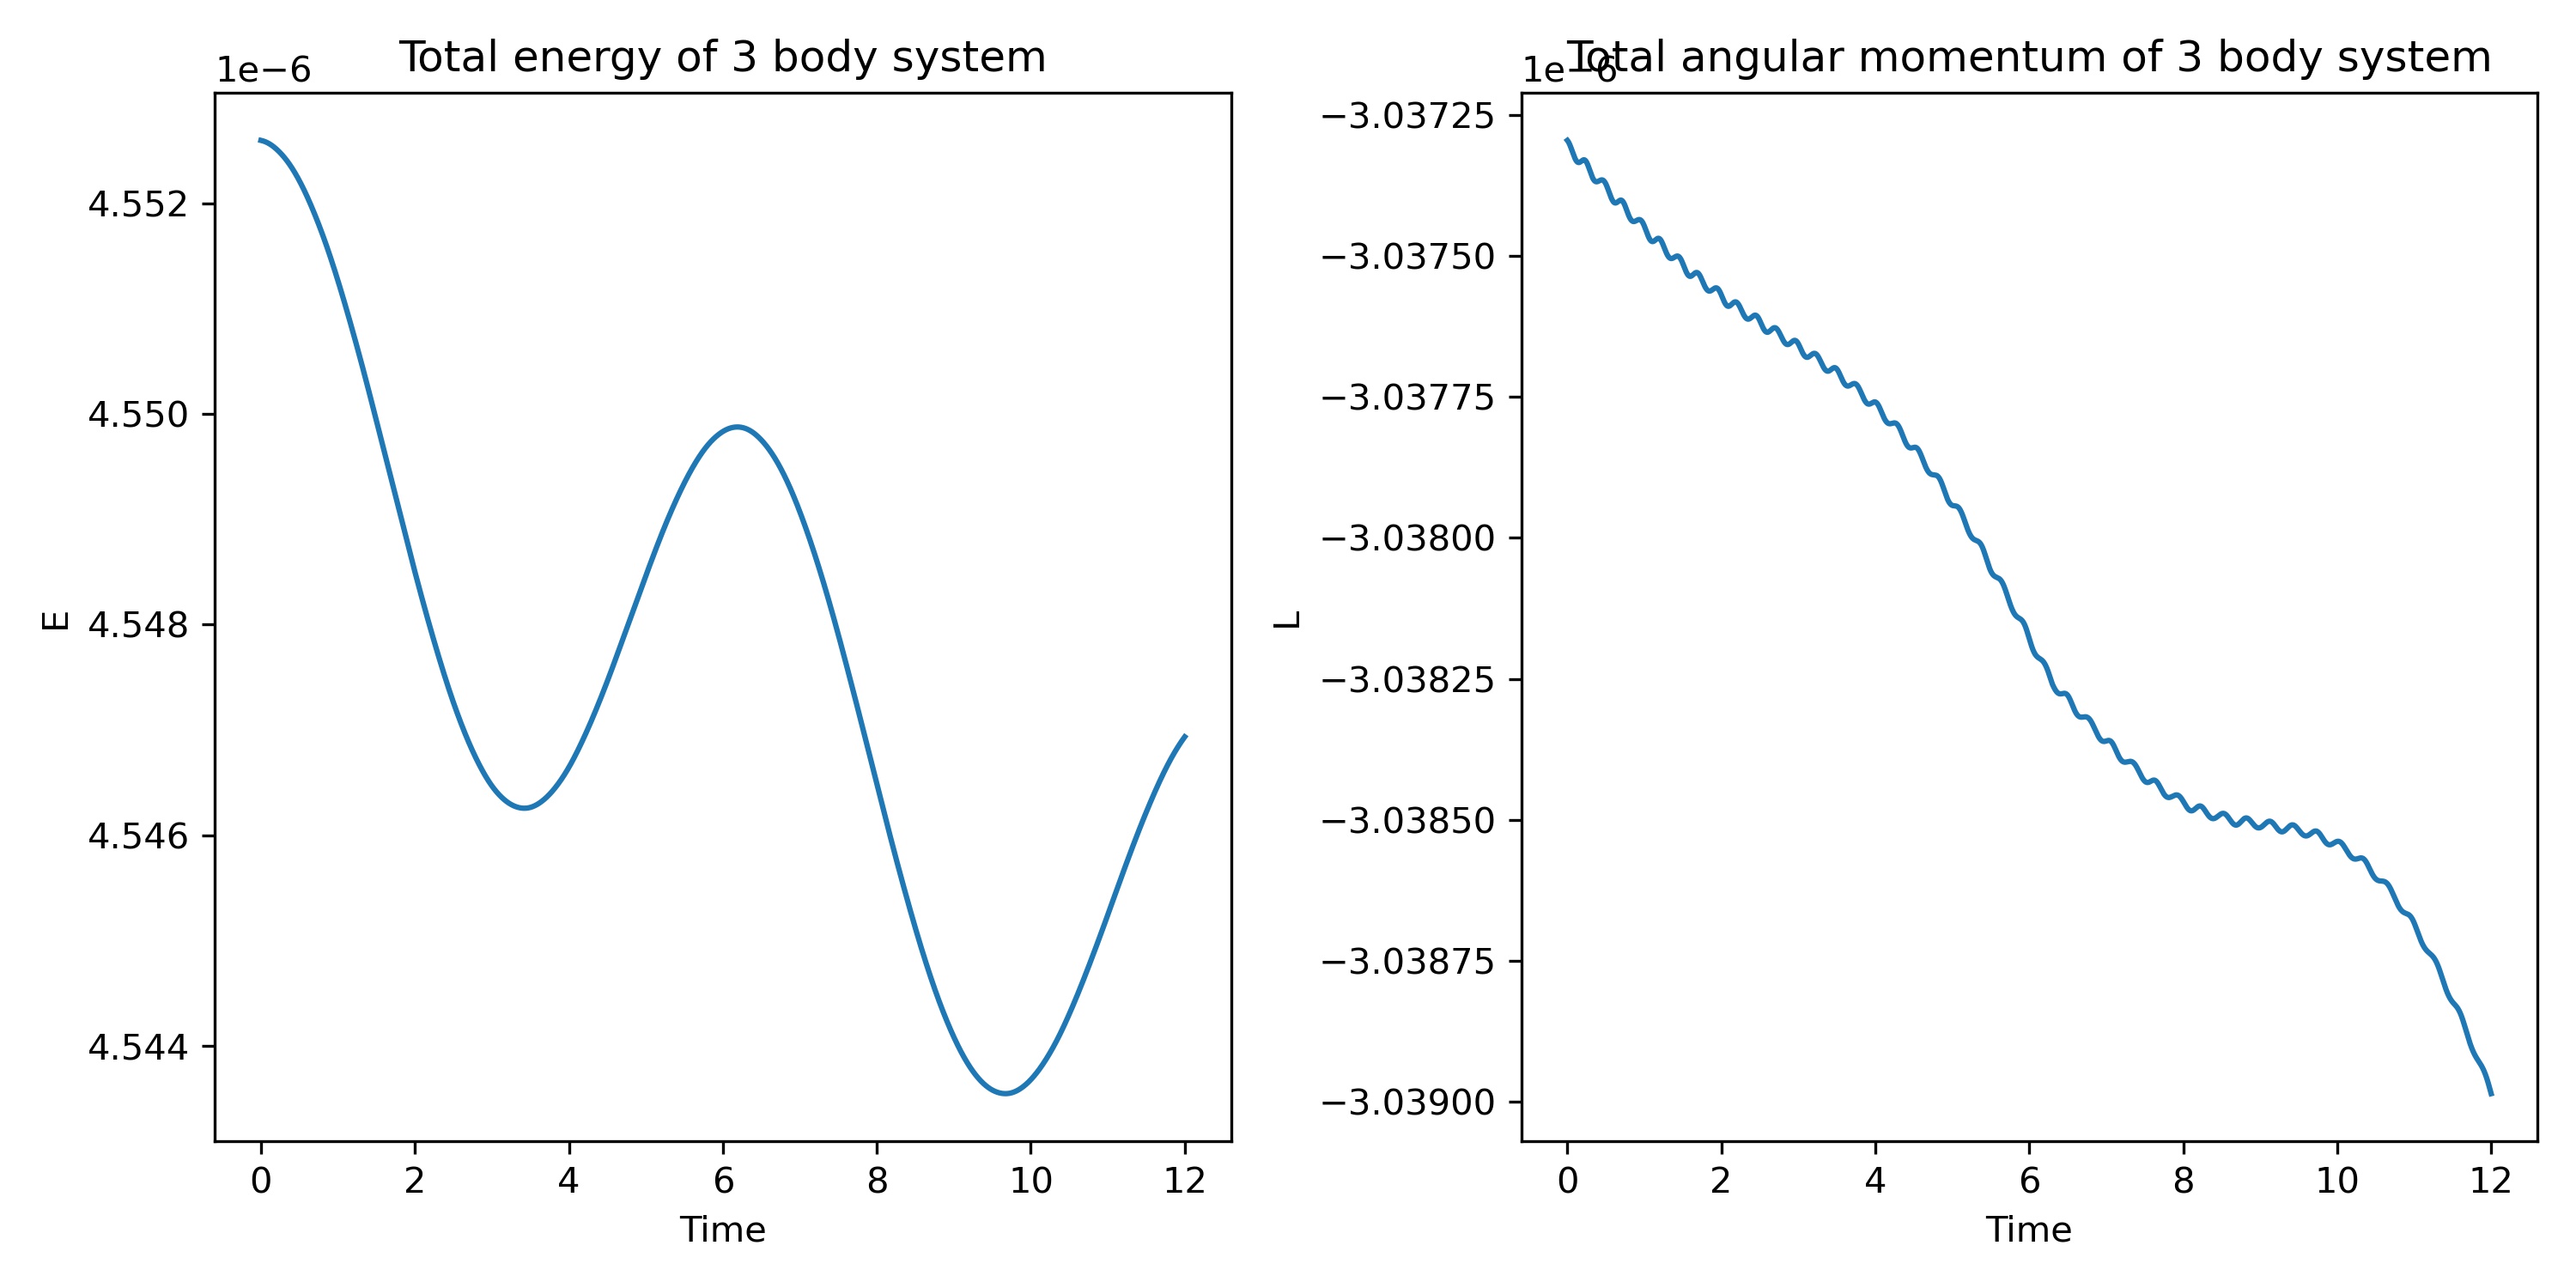 Total energy of 3 body system
1e−6
4.552
4.550
4.548
4.546
4.544
E
0 2 4 6 8 10 12
Time
Total angular momentum of 3 body system
1e−6
−3.03725
−3.03750
−3.03775
−3.03800
−3.03825
−3.03850
−3.03875
−3.03900
L
0 2 4 6 8 10 12
Time